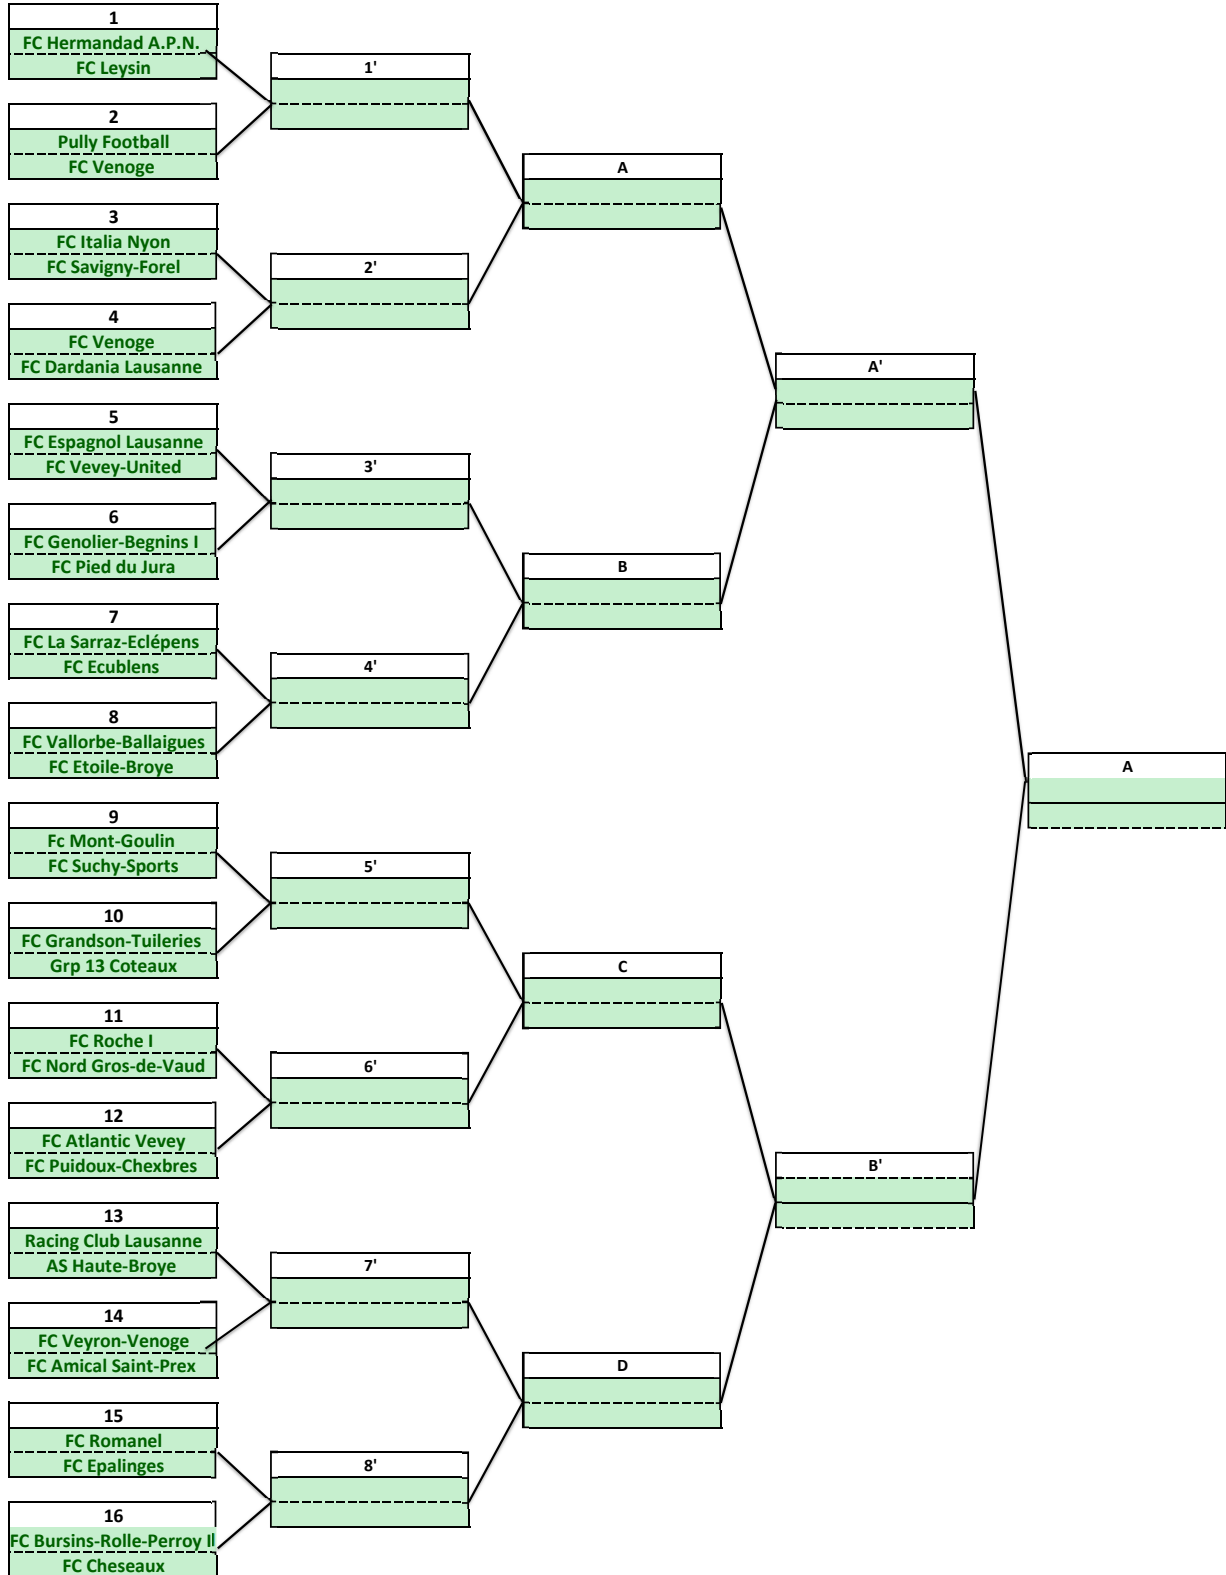 1
FC Hermandad A.P.N.
FC Leysin
1'
2
Pully Football
FC Venoge
A
3
FC Italia Nyon
FC Savigny-Forel
2'
4
FC Venoge
FC Dardania Lausanne
A'
5
FC Espagnol Lausanne
FC Vevey-United
3'
6
FC Genolier-Begnins I
FC Pied du Jura
B
7
FC La Sarraz-Eclépens
FC Ecublens
4'
8
FC Vallorbe-Ballaigues
FC Etoile-Broye
A
9
Fc Mont-Goulin
FC Suchy-Sports
5'
10
FC Grandson-Tuileries
Grp 13 Coteaux
C
11
FC Roche I
FC Nord Gros-de-Vaud
6'
12
FC Atlantic Vevey
FC Puidoux-Chexbres
B'
13
Racing Club Lausanne
AS Haute-Broye
7'
14
FC Veyron-Venoge
FC Amical Saint-Prex
D
15
FC Romanel
FC Epalinges
8'
16
FC Bursins-Rolle-Perroy II
FC Cheseaux